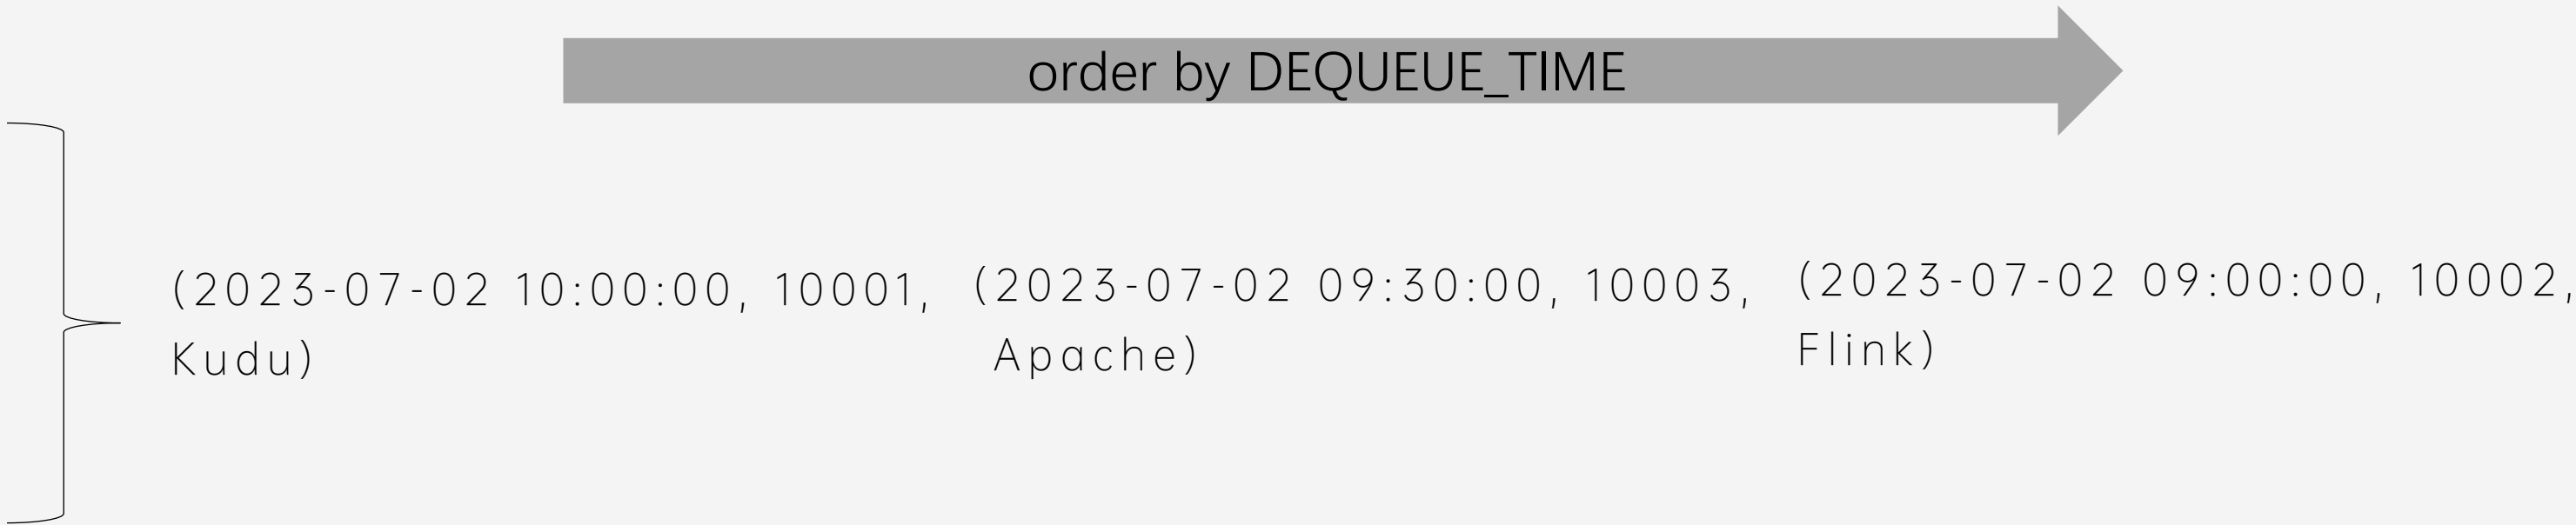 order by DEQUEUE_TIME
(2023-07-02 10:00:00, 10001,
Kudu)
(2023-07-02 09:30:00, 10003,
Apache)
(2023-07-02 09:00:00, 10002,
Flink)